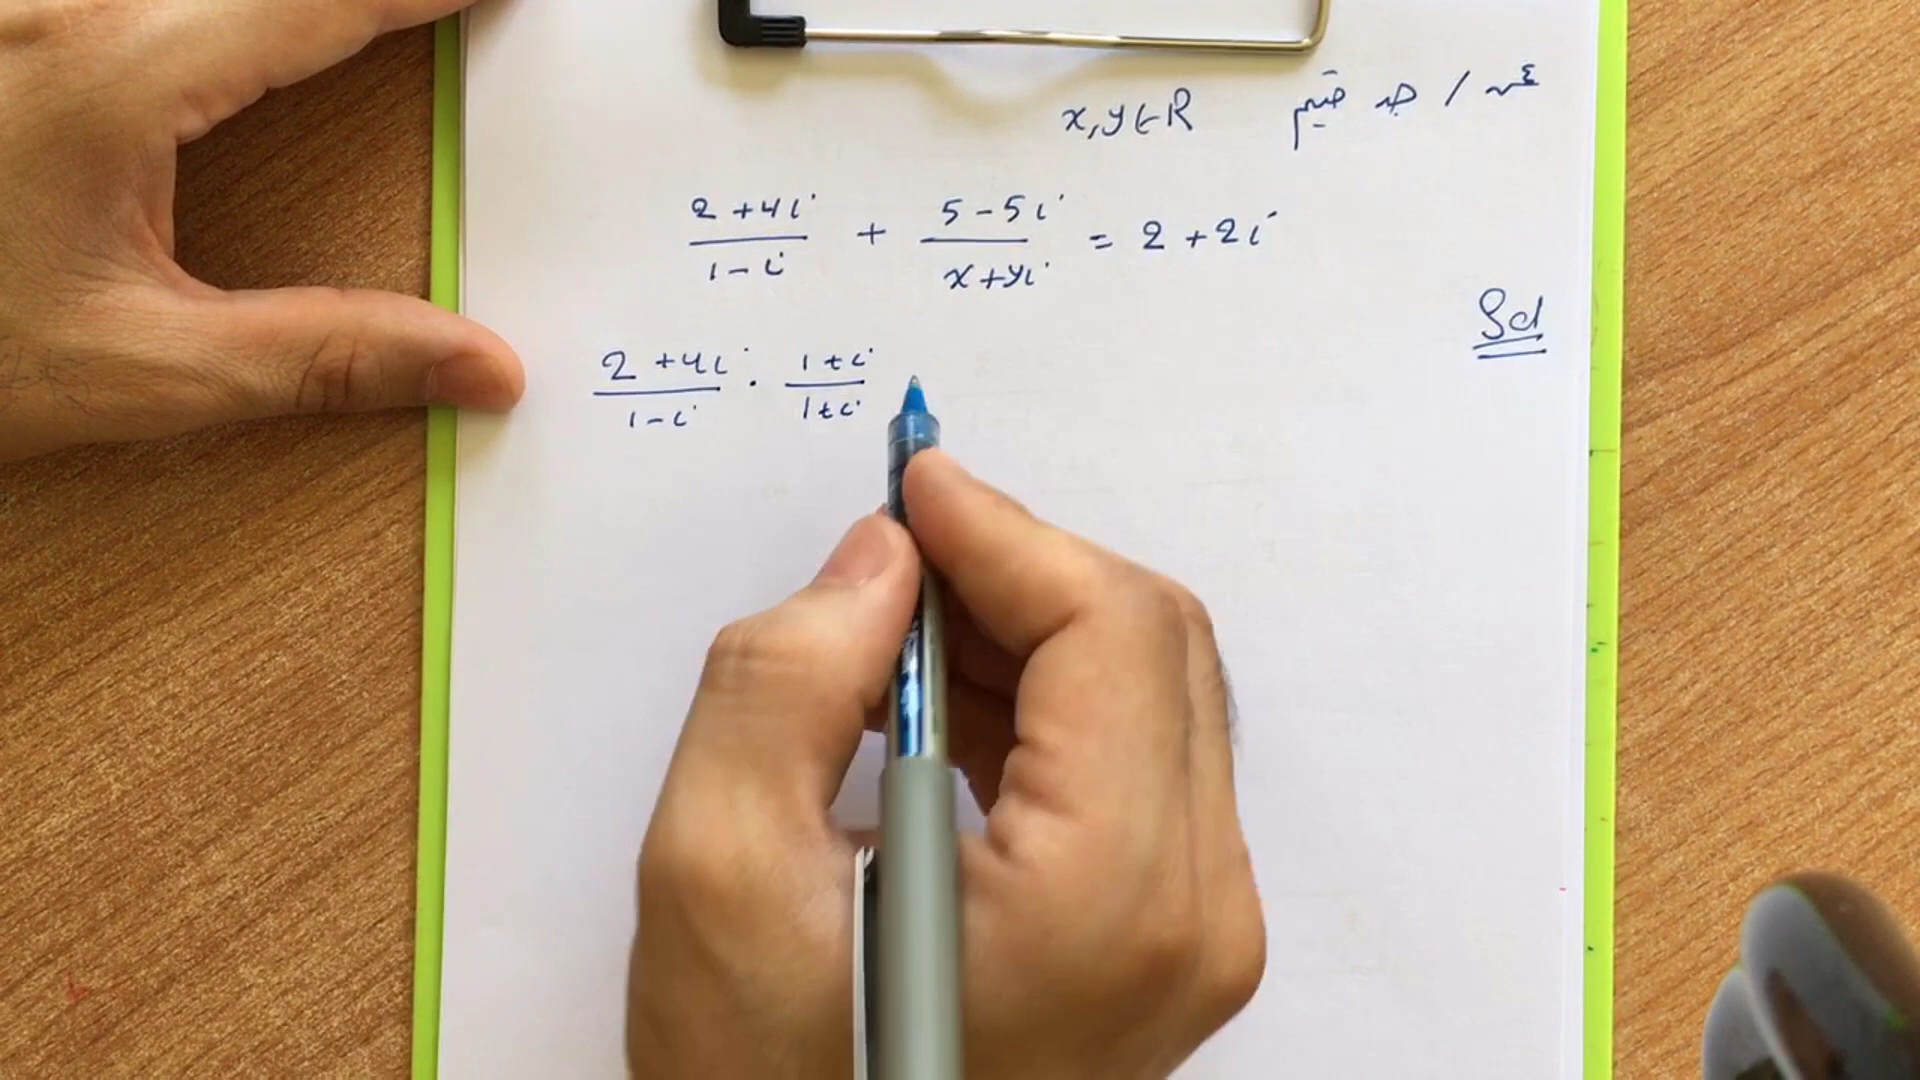 س٤ / جد قيم x,y ∈ R
(2+4i)/(1-i) + (5-5i)/(x+yi) = 2+2i
Sol
(2+4i)/(1-i) · (1+i)/(1+i)